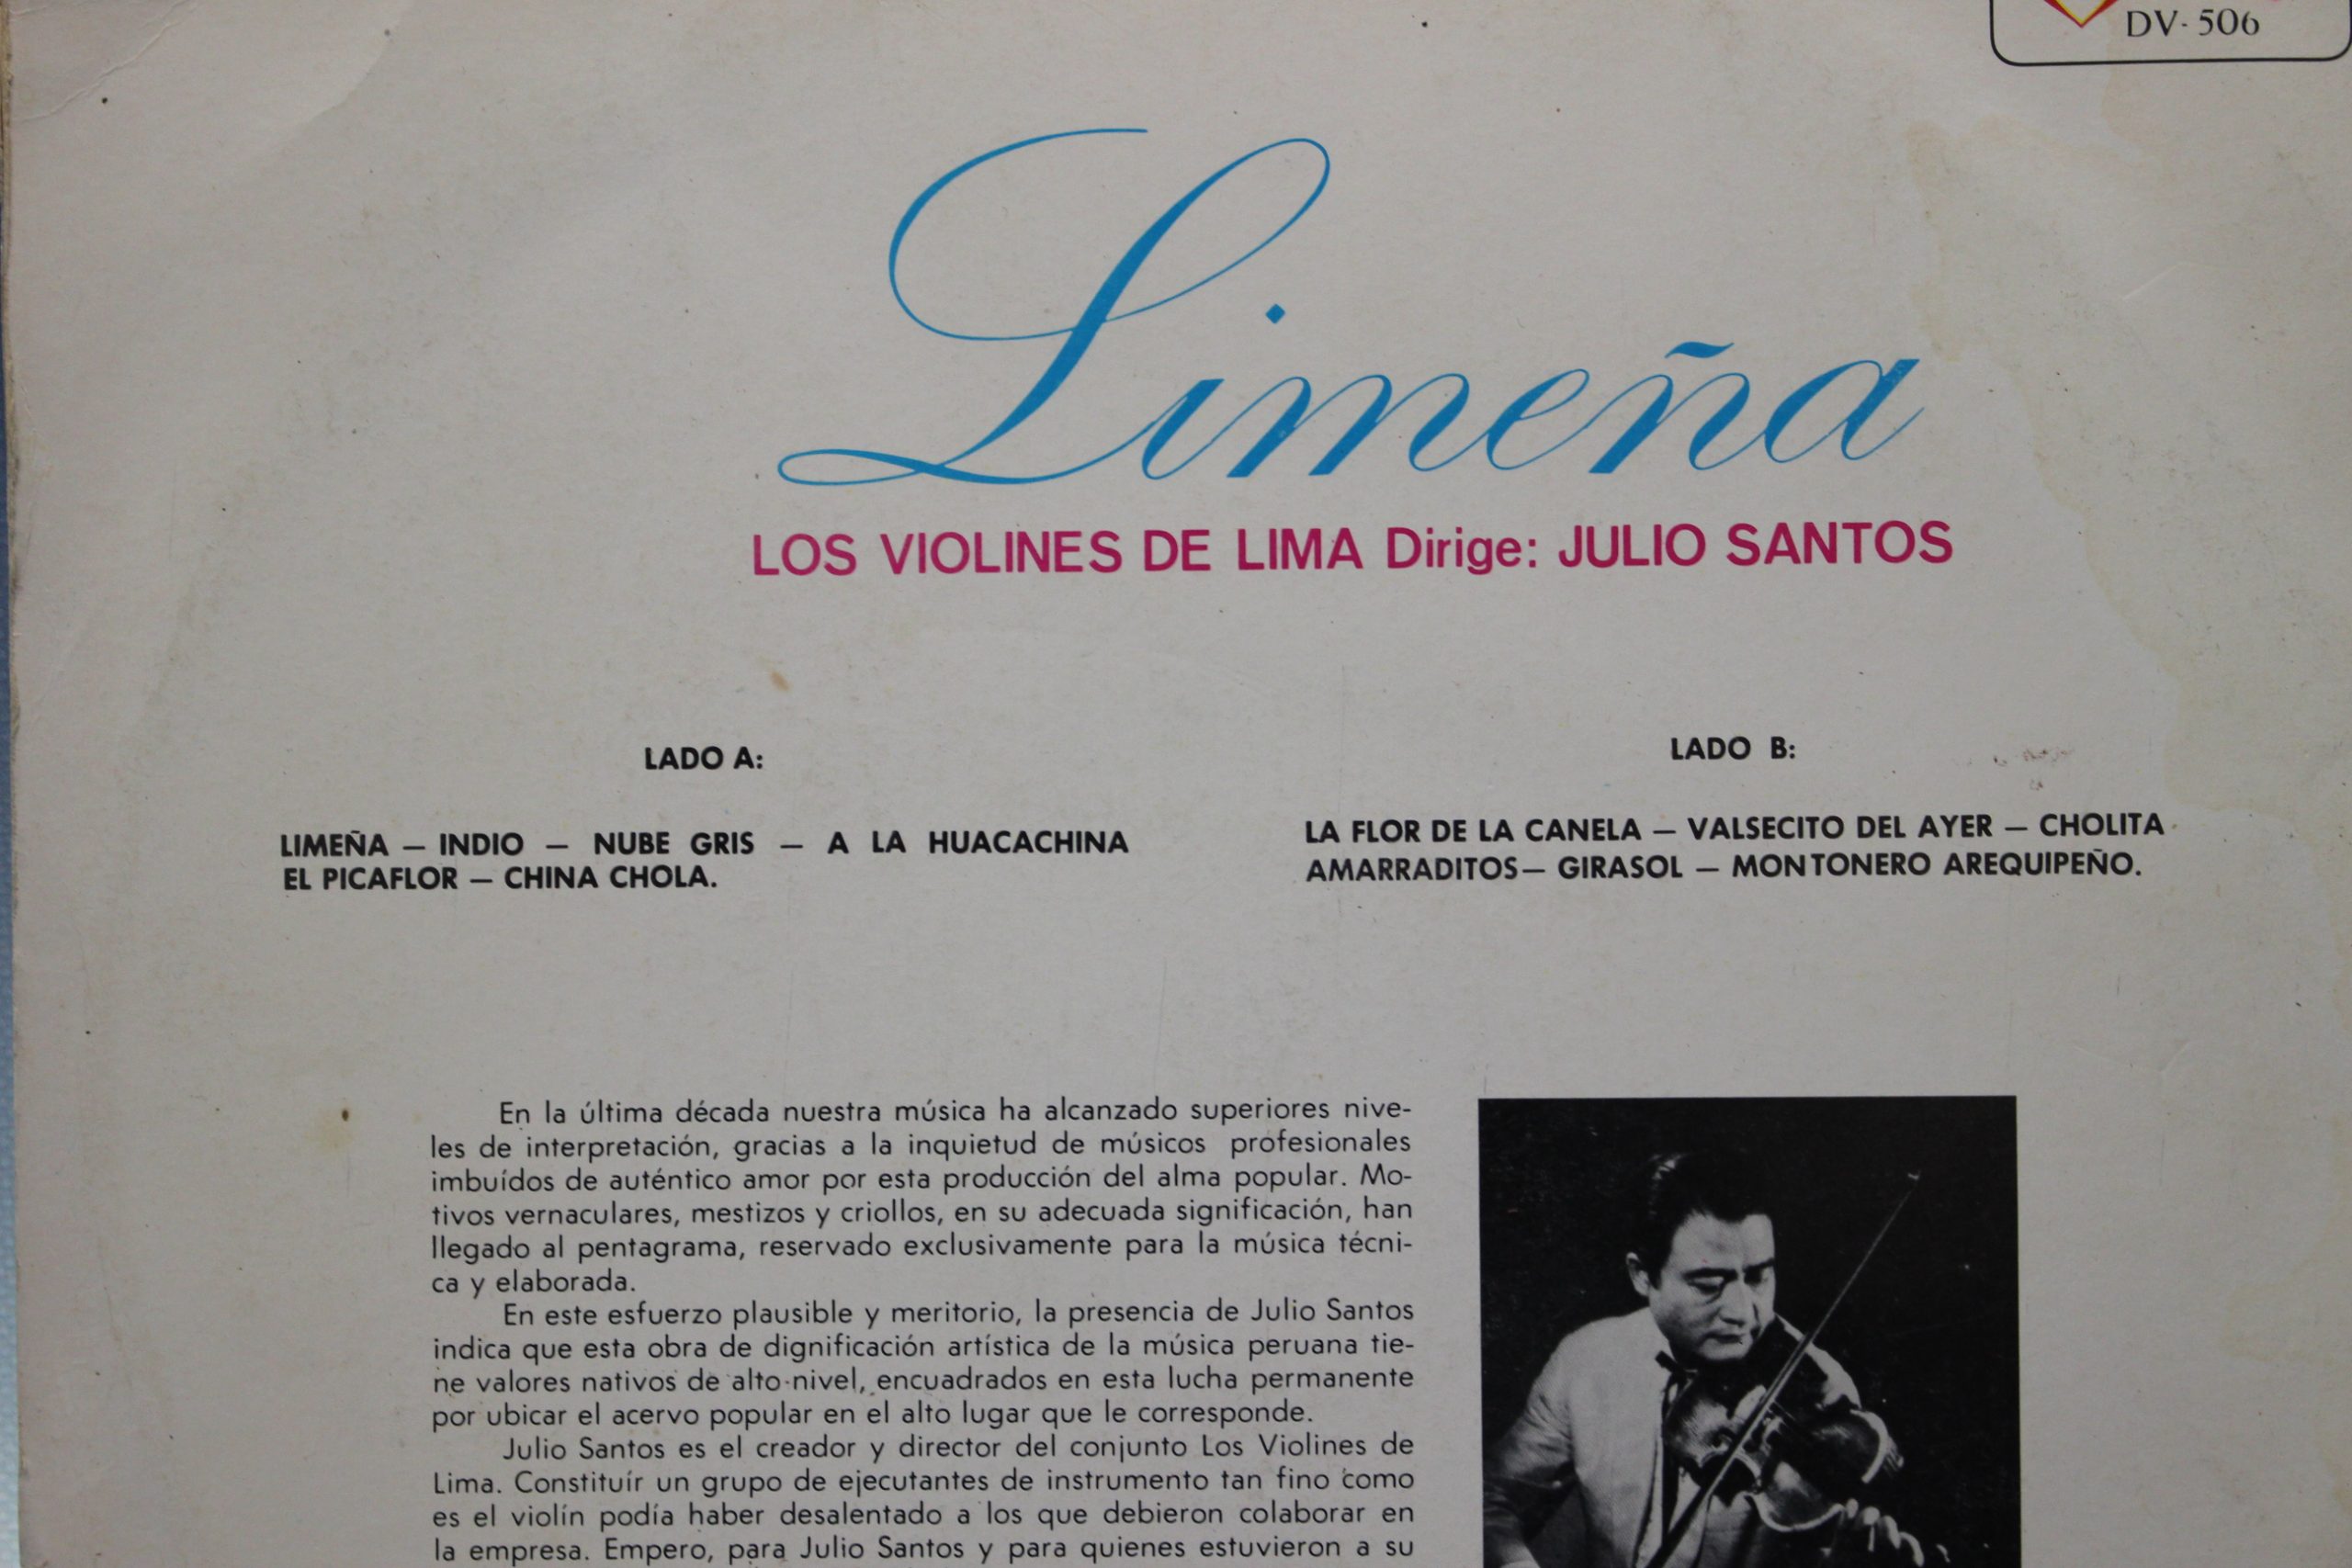 DV- 506
Limeña
LOS VIOLINES DE LIMA Dirige: JULIO SANTOS
LADO A:
LIMEÑA — INDIO — NUBE GRIS — A LA HUACACHINA
EL PICAFLOR — CHINA CHOLA.
LADO B:
LA FLOR DE LA CANELA — VALSECITO DEL AYER — CHOLITA
AMARRADITOS— GIRASOL — MONTONERO AREQUIPEÑO.
En la última década nuestra música ha alcanzado superiores nive-
les de interpretación, gracias a la inquietud de músicos profesionales
imbuídos de auténtico amor por esta producción del alma popular. Mo-
tivos vernaculares, mestizos y criollos, en su adecuada significación, han
llegado al pentagrama, reservado exclusivamente para la música técni-
ca y elaborada.
En este esfuerzo plausible y meritorio, la presencia de Julio Santos
indica que esta obra de dignificación artística de la música peruana tie-
ne valores nativos de alto nivel, encuadrados en esta lucha permanente
por ubicar el acervo popular en el alto lugar que le corresponde.
Julio Santos es el creador y director del conjunto Los Violines de
Lima. Constituír un grupo de ejecutantes de instrumento tan fino como
es el violín podía haber desalentado a los que debieron colaborar en
la empresa. Empero, para Julio Santos y para quienes estuvieron a su